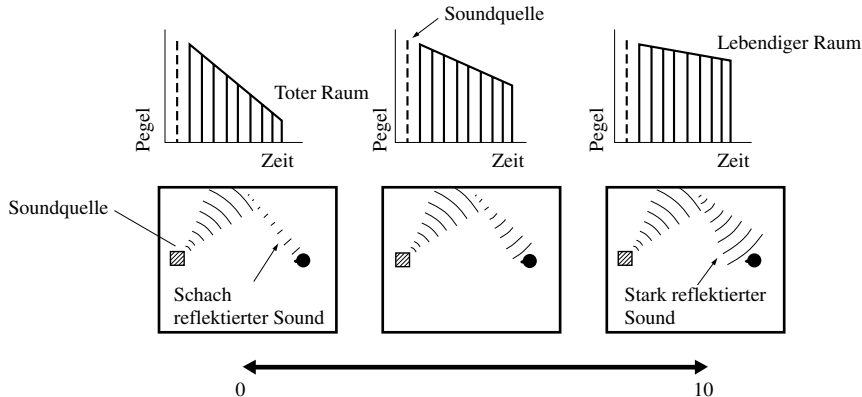 Soundquelle
Lebendiger Raum
Toter Raum
Pegel
Zeit
Pegel
Zeit
Pegel
Zeit
Soundquelle
Schach
reflektierter Sound
Stark reflektierter
Sound
0
10